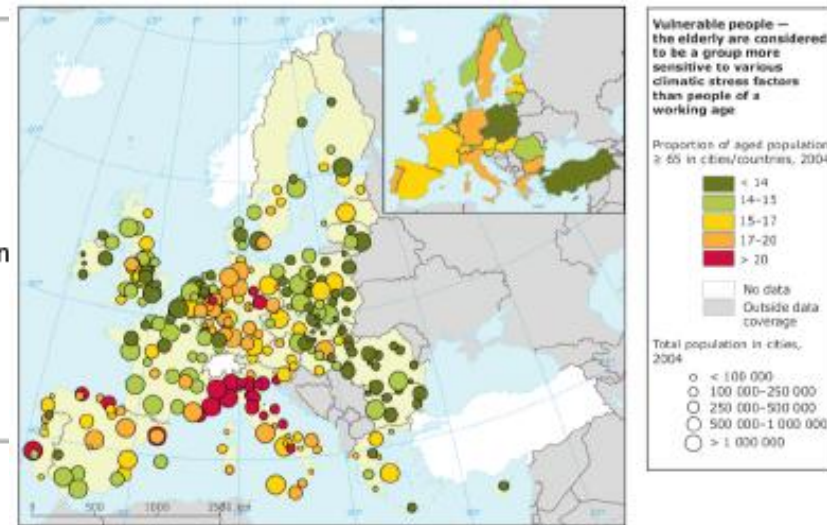 n
0 500 1000 1500 km
Vulnerable people —
the elderly are considered
to be a group more
sensitive to various
climatic stress factors
than people of a
working age
Proportion of aged population
≥ 65 in cities/countries, 2004
< 14
14–15
15–17
17–20
> 20
No data
Outside data
coverage
Total population in cities,
2004
< 100 000
100 000–250 000
250 000–500 000
500 000–1 000 000
> 1 000 000